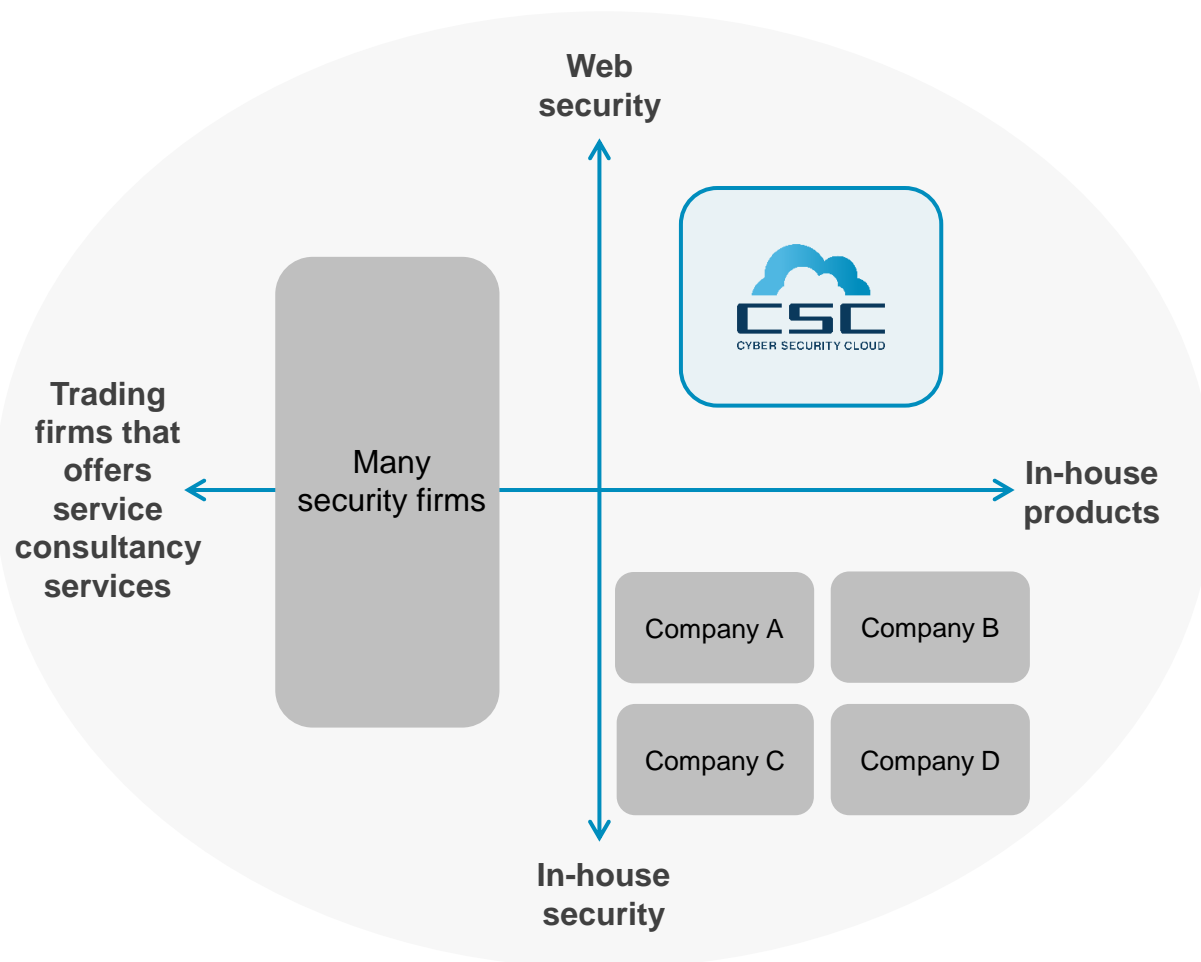 Web
security
CSC
CYBER SECURITY CLOUD
Trading
firms that
offers
service
consultancy
services
Many
security firms
In-house
products
Company A
Company B
Company C
Company D
In-house
security